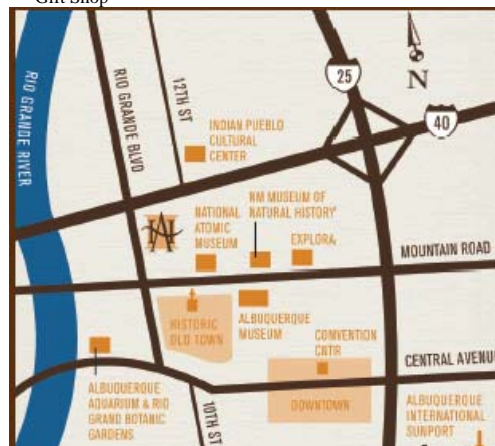 Gift Shop
RIO GRANDE RIVER
RIO GRANDE BLVD
12TH ST
25
N
40
INDIAN PUEBLO
CULTURAL
CENTER
NATIONAL
ATOMIC
MUSEUM
NM MUSEUM OF
NATURAL HISTORY
EXPLORA
MOUNTAIN ROAD
HISTORIC
OLD TOWN
ALBUQUERQUE
MUSEUM
CONVENTION
CNTR
CENTRAL AVENU
ALBUQUERQUE
AQUARIUM & RIO
GRAND BOTANIC
GARDENS
10TH ST
DOWNTOWN
ALBUQUERQUE
INTERNATIONAL
SUNPORT